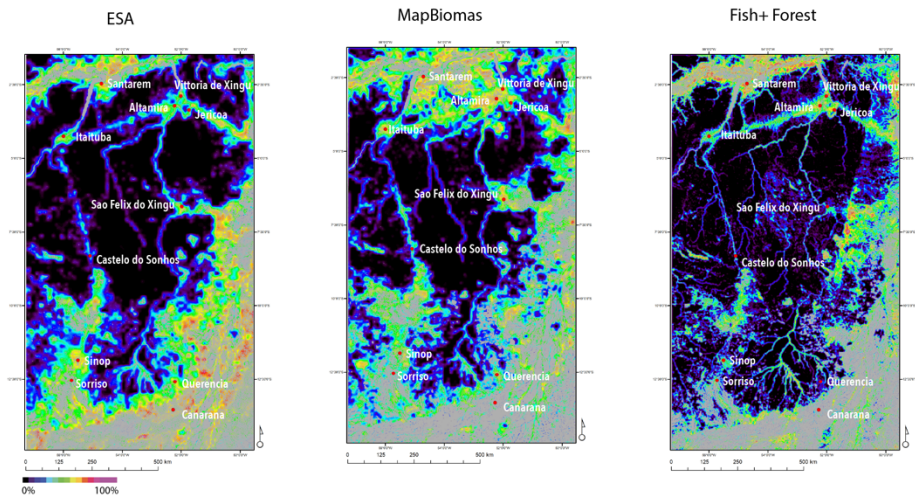 ESA
MapBiomas
Fish+ Forest
Santarem
Vittoria de Xingu
Altamira
Jericoa
Itaituba
Sao Felix do Xingu
Castelo do Sonhos
Sinop
Sorriso
Querencia
Canarana
0 125 250 500 km
0% 100%
Santarem
Vittoria de Xingu
Altamira
Jericoa
Itaituba
Sao Felix do Xingu
Castelo do Sonhos
Sinop
Sorriso
Querencia
Canarana
0 125 250 500 km
Santarem
Vittoria de Xingu
Altamira
Jericoa
Itaituba
Sao Felix do Xingu
Castelo do Sonhos
Sinop
Sorriso
Querencia
Canarana
0 125 250 500 km